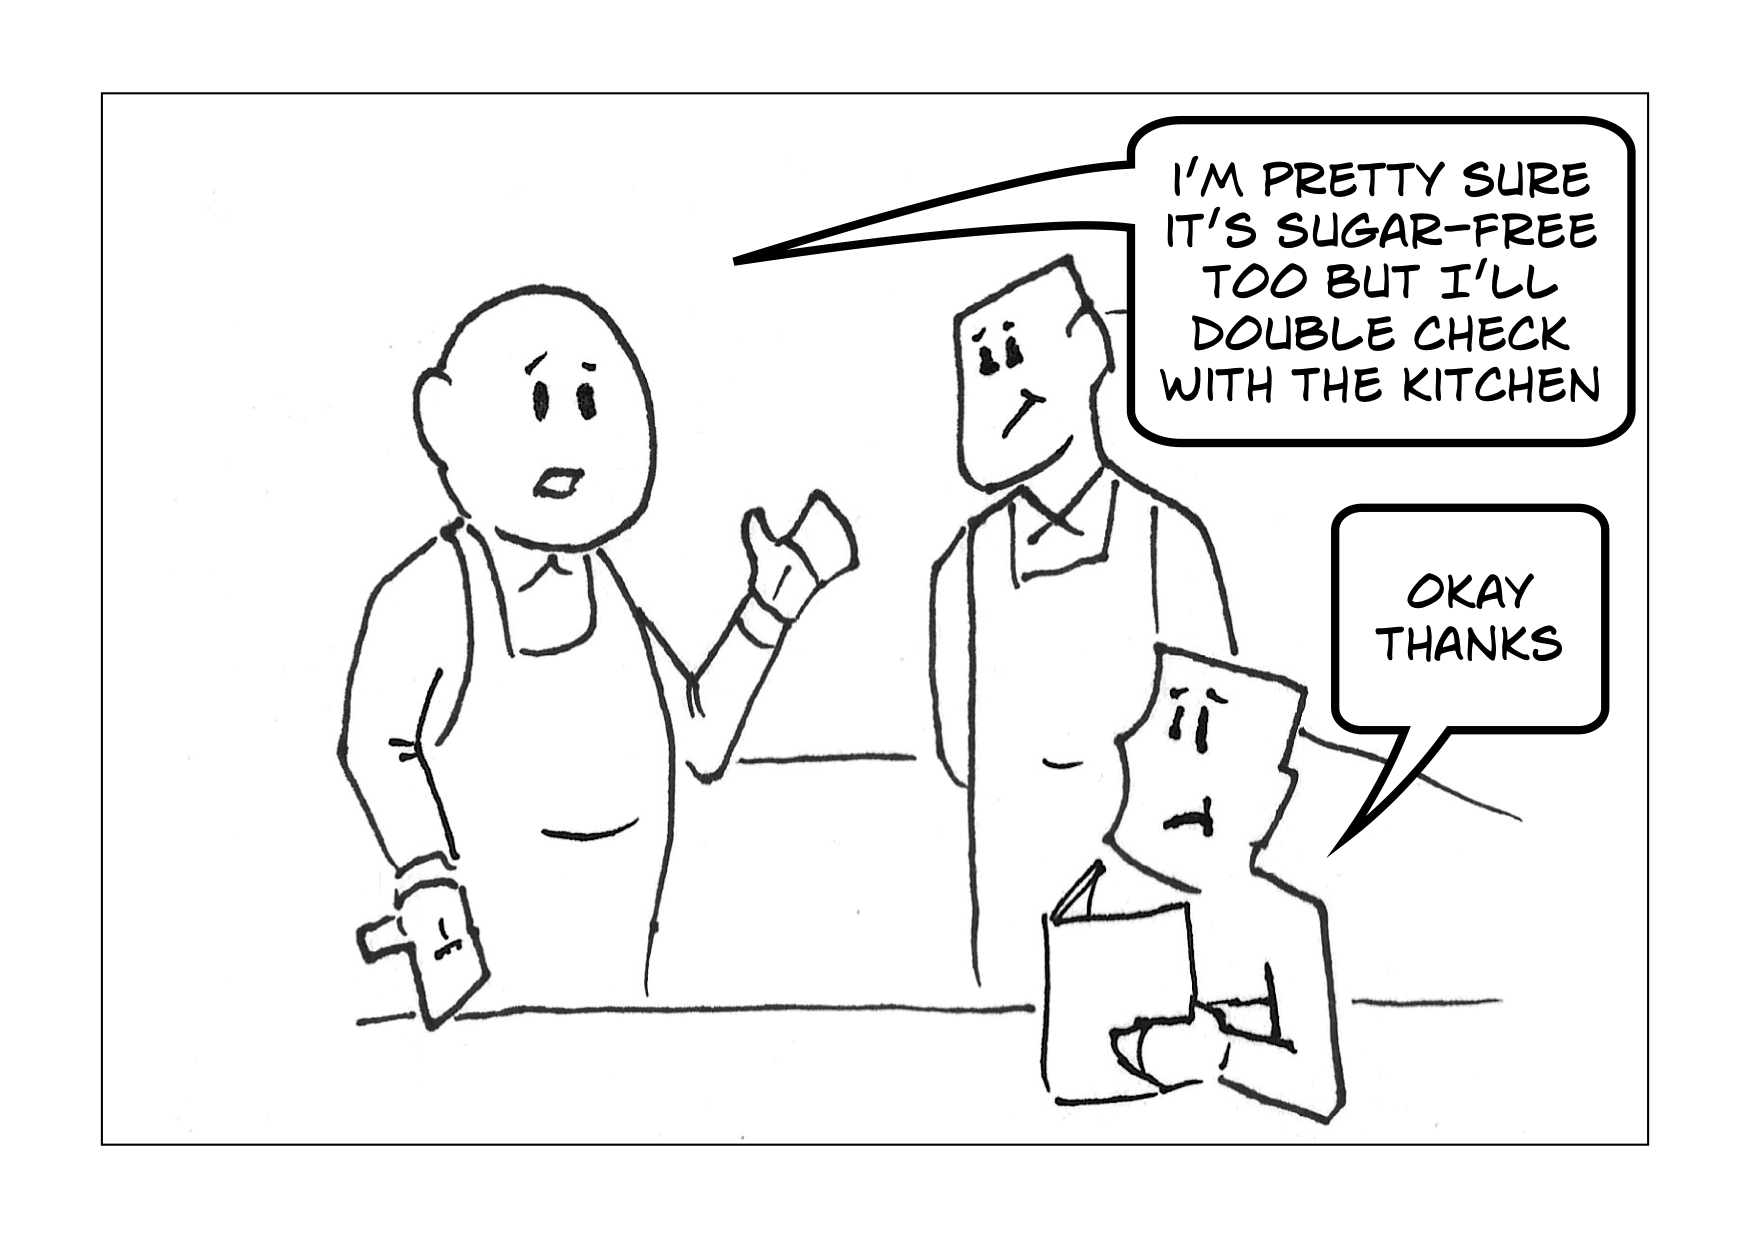 I'M PRETTY SURE
IT'S SUGAR-FREE
TOO BUT I'LL
DOUBLE CHECK
WITH THE KITCHEN
OKAY
THANKS